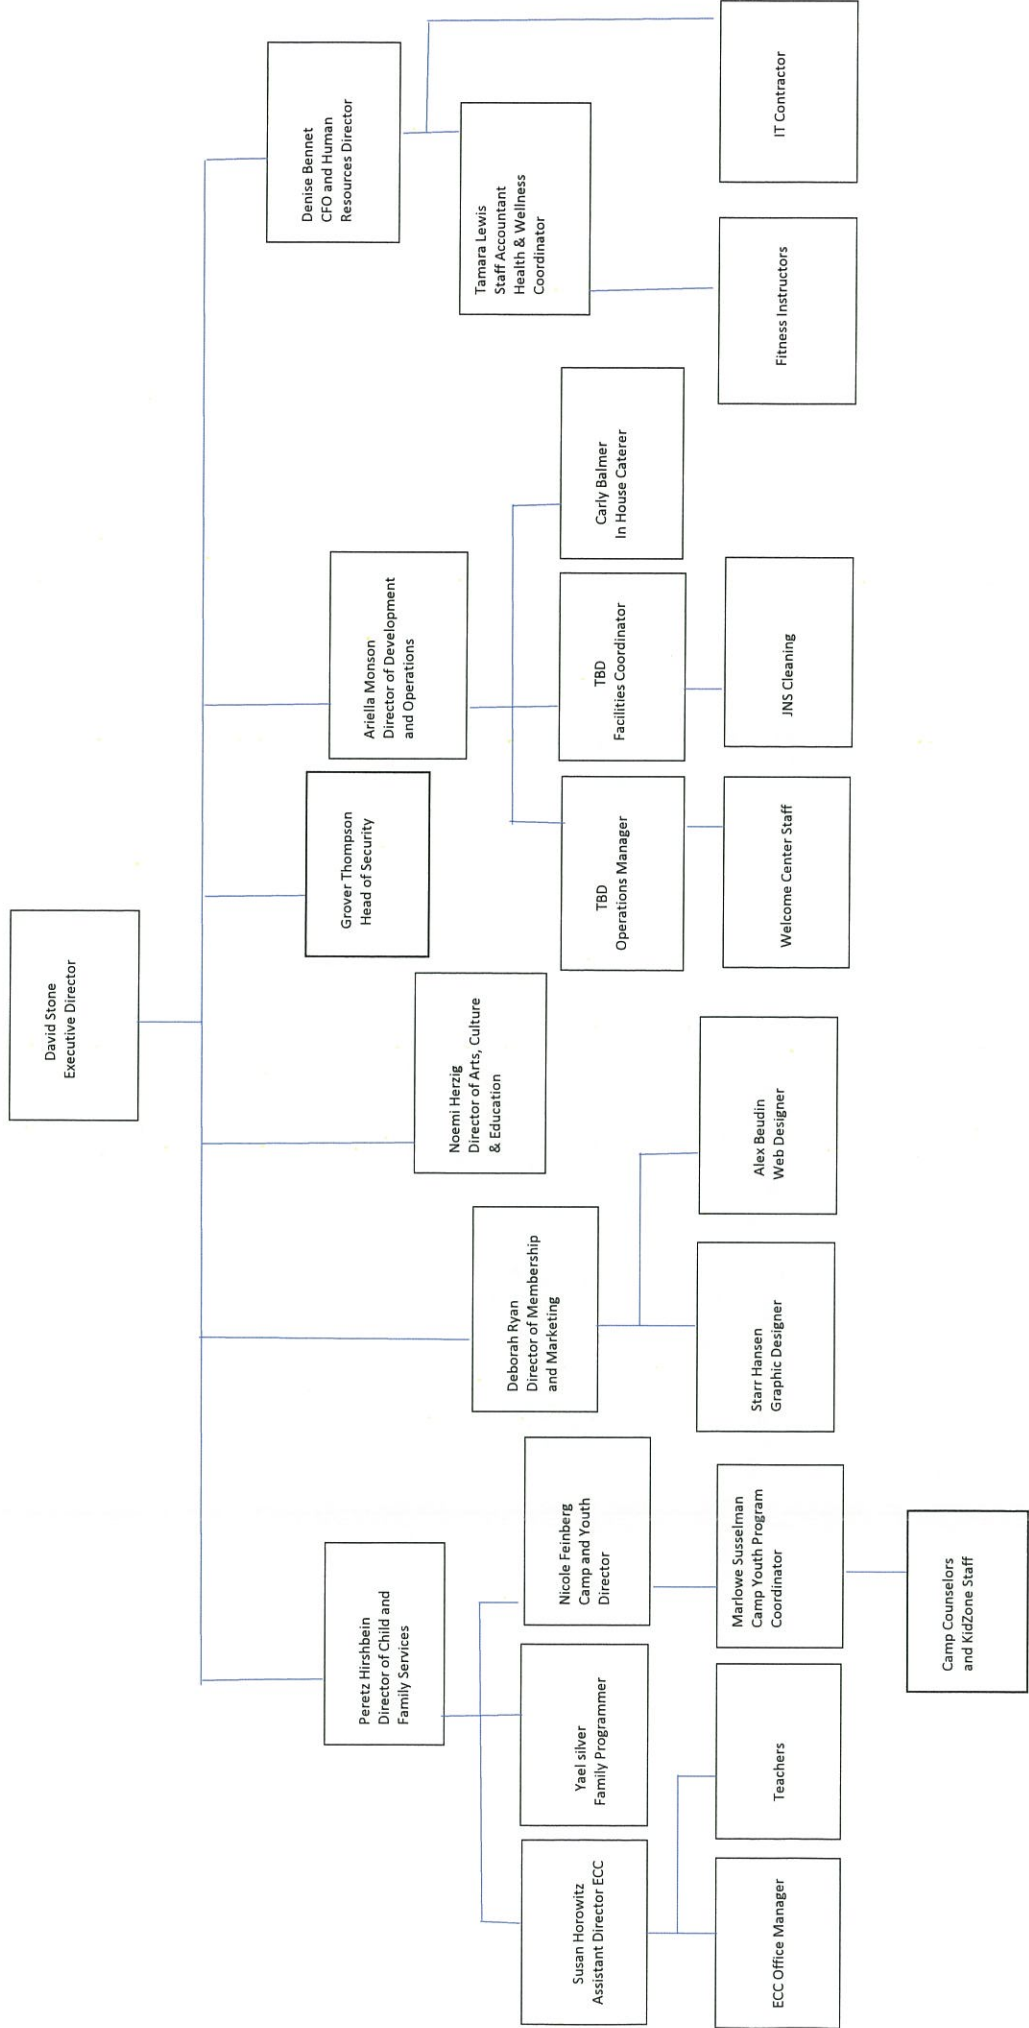 David Stone
Executive Director
Peretz Hirshbein
Director of Child and
Family Services
Deborah Ryan
Director of Membership
and Marketing
Noemi Herzig
Director of Arts, Culture
& Education
Grover Thompson
Head of Security
Ariella Monson
Director of Development
and Operations
Denise Bennet
CFO and Human
Resources Director
Susan Horowitz
Assistant Director ECC
Yael silver
Family Programmer
Nicole Feinberg
Camp and Youth
Director
TBD
Operations Manager
TBD
Facilities Coordinator
Carly Balmer
In House Caterer
Tamara Lewis
Staff Accountant
Health & Wellness
Coordinator
ECC Office Manager
Teachers
Marlowe Susselman
Camp Youth Program
Coordinator
Starr Hansen
Graphic Designer
Alex Beudin
Web Designer
Welcome Center Staff
JNS Cleaning
Fitness Instructors
IT Contractor
Camp Counselors
and KidZone Staff